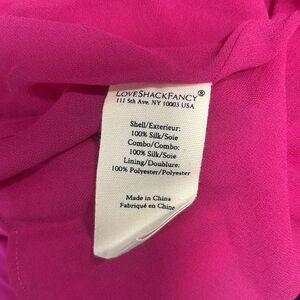 LOVESHACKFANCY®
111 5th Ave. NY 10003 USA
Shell/Exterieur:
100% Silk/Soie
Combo/Combo:
100% Silk/Soie
Lining/Doublure:
100% Polyester/Polyester
Made in China
Fabriqué en Chine